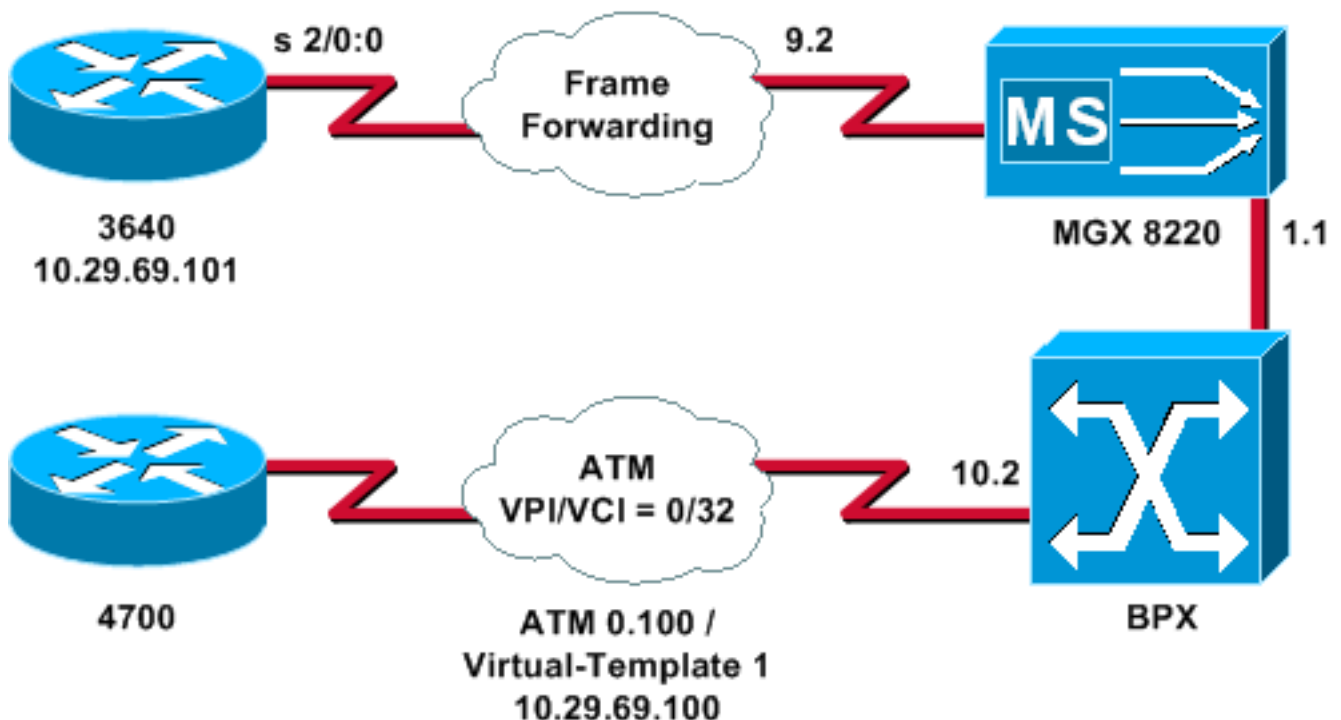 s 2/0:0
Frame
Forwarding
9.2
MS
3640
10.29.69.101
MGX 8220
1.1
ATM
VPI/VCI = 0/32
10.2
4700
ATM 0.100 /
Virtual-Template 1
10.29.69.100
BPX